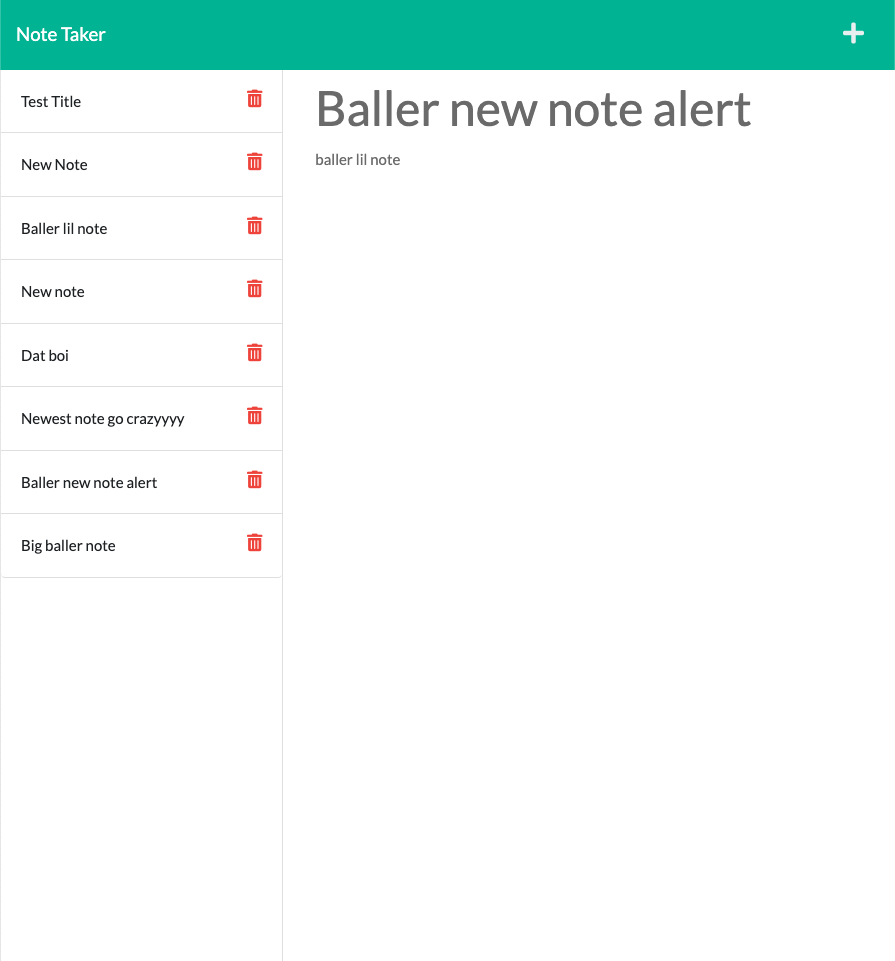 Note Taker
Test Title
New Note
Baller lil note
New note
Dat boi
Newest note go crazyyyy
Baller new note alert
Big baller note
Baller new note alert
baller lil note